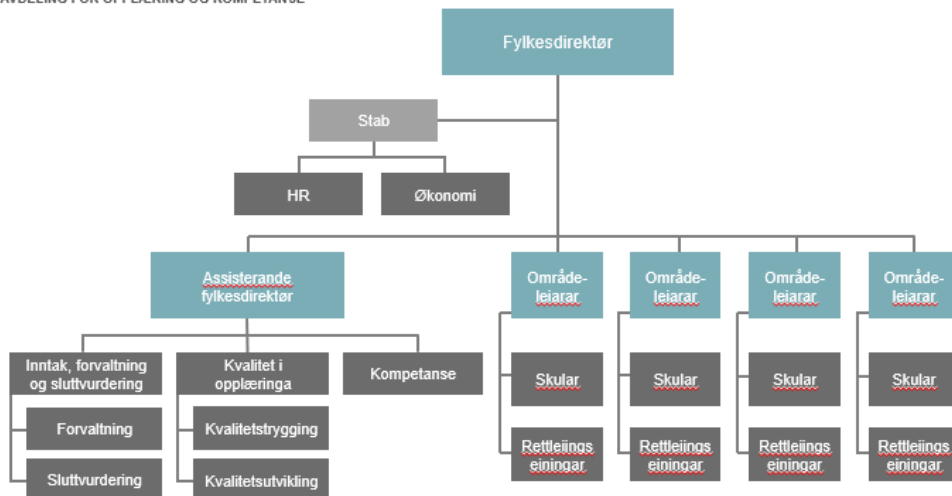 AVDELING FOR OPPLÆRING OG KOMPETANSE
Fylkesdirektør
Stab
HR
Økonomi
Assisterande
fylkesdirektør
Område-
leiarar
Område-
leiarar
Område-
leiarar
Område-
leiarar
Inntak, forvaltning
og sluttvurdering
Kvalitet i
opplæringa
Kompetanse
Skular
Skular
Skular
Skular
Forvaltning
Kvalitetstrygging
Rettleiings
einingar
Rettleiings
einingar
Rettleiings
einingar
Rettleiings
einingar
Sluttvurdering
Kvalitetsutvikling